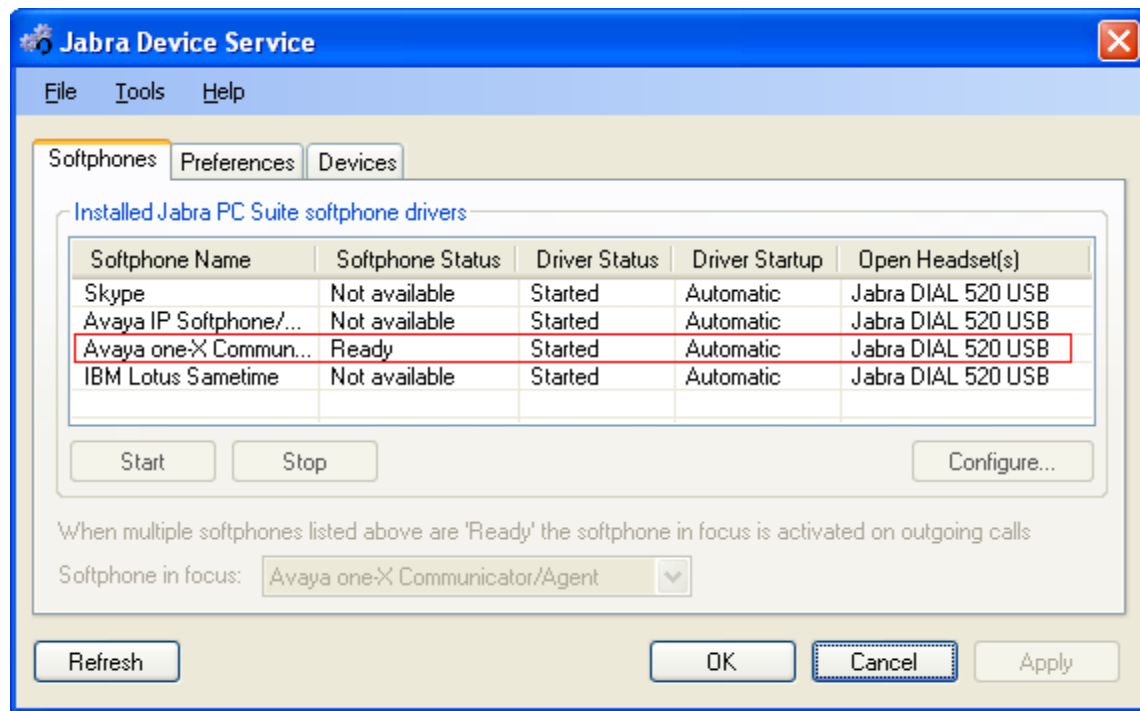 Jabra Device Service
File Tools Help
Softphones Preferences Devices
Installed Jabra PC Suite softphone drivers
Softphone Name Softphone Status Driver Status Driver Startup Open Headset(s)
Skype Not available Started Automatic Jabra DIAL 520 USB
Avaya IP Softphone/... Not available Started Automatic Jabra DIAL 520 USB
Avaya one-X Commun... Ready Started Automatic Jabra DIAL 520 USB
IBM Lotus Sametime Not available Started Automatic Jabra DIAL 520 USB
Start Stop Configure...
When multiple softphones listed above are 'Ready' the softphone in focus is activated on outgoing calls
Softphone in focus: Avaya one-X Communicator/Agent
Refresh OK Cancel Apply